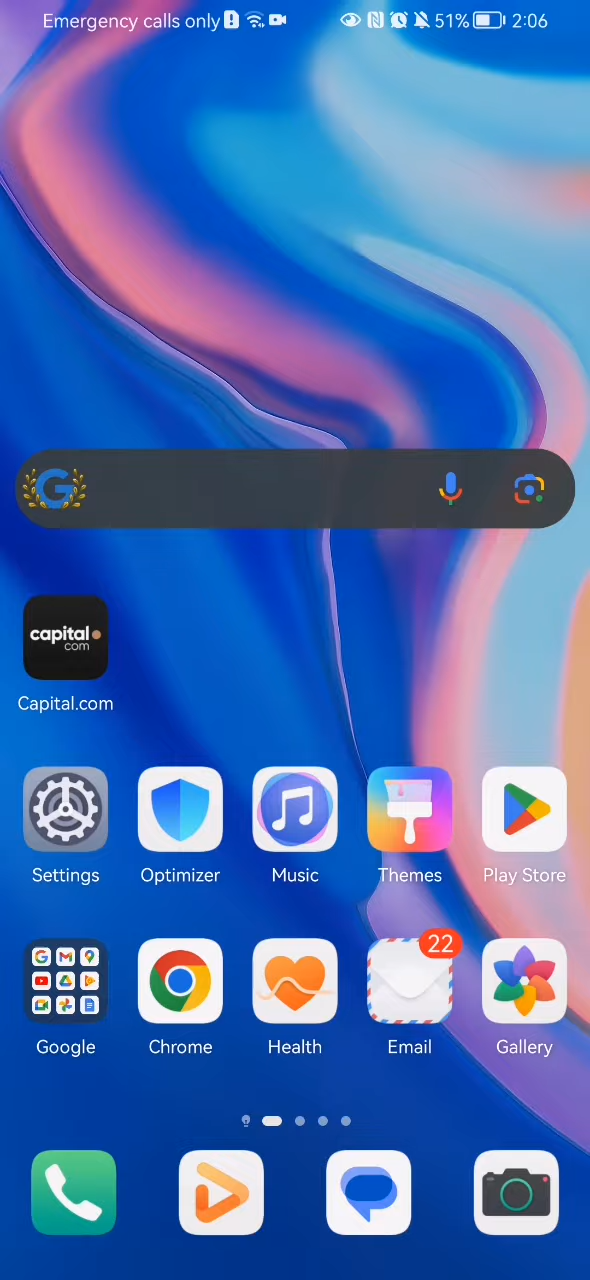 Emergency calls only 51% 2:06
capital
com
Capital.com
Settings Optimizer Music Themes Play Store
22
Google Chrome Health Email Gallery